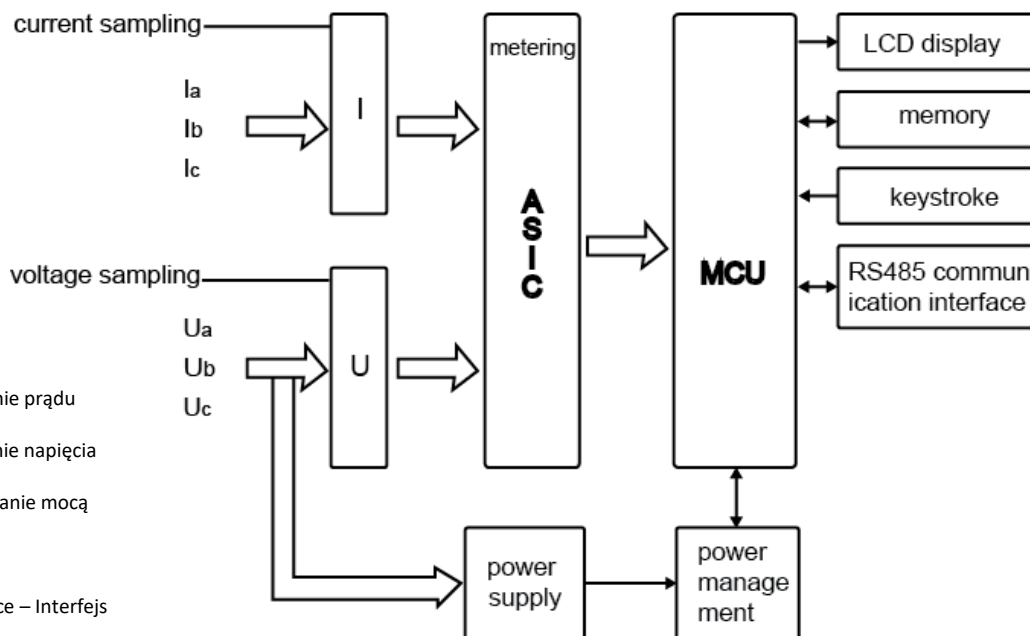 current sampling
Ia
Ib
Ic
I
metering
ASIC
MCU
LCD display
memory
keystroke
RS485 commun
ication interface
voltage sampling
Ua
Ub
Uc
U
nie prądu
nie napięcia
anie mocą
ce – Interfejs
power
supply
power
manage
ment